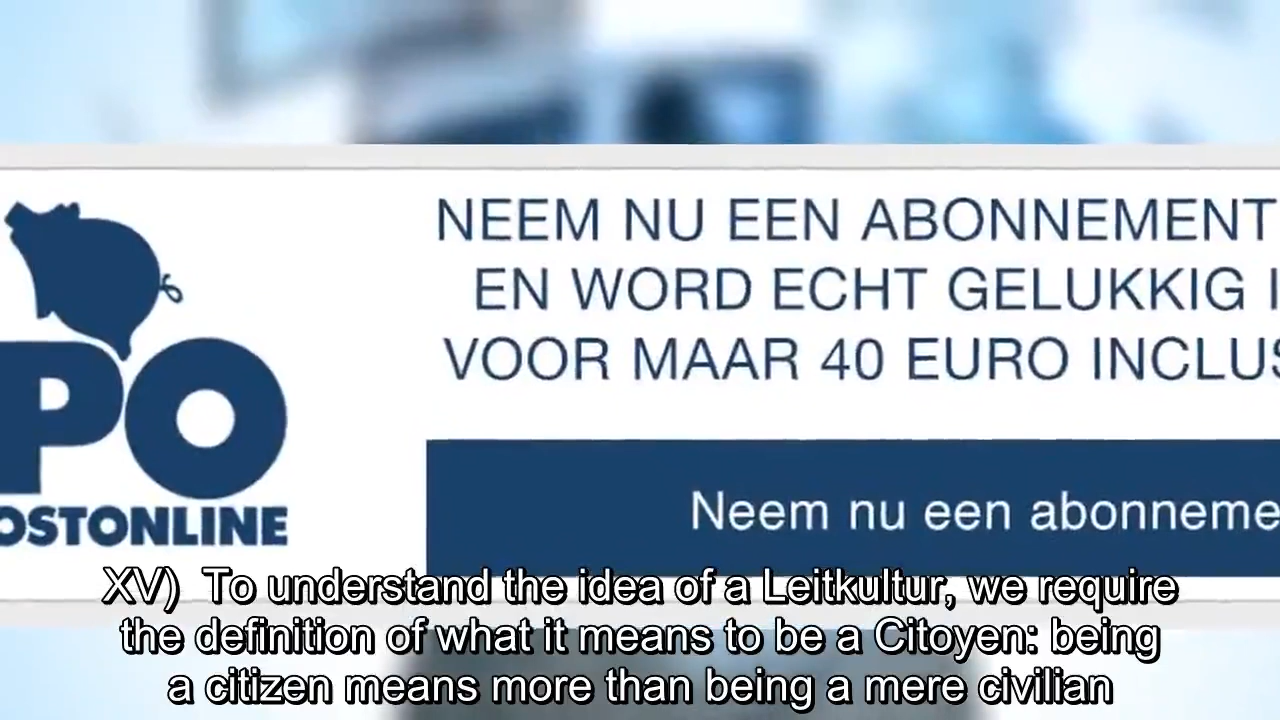 NEEM NU EEN ABONNEMENT
EN WORD ECHT GELUKKIG
VOOR MAAR 40 EURO
PO
OSTONLINE
Neem nu een
XV)  To understand the idea of a Leitkultur, we require
the definition of what it means to be a Citoyen: being
a citizen means more than being a mere civilian